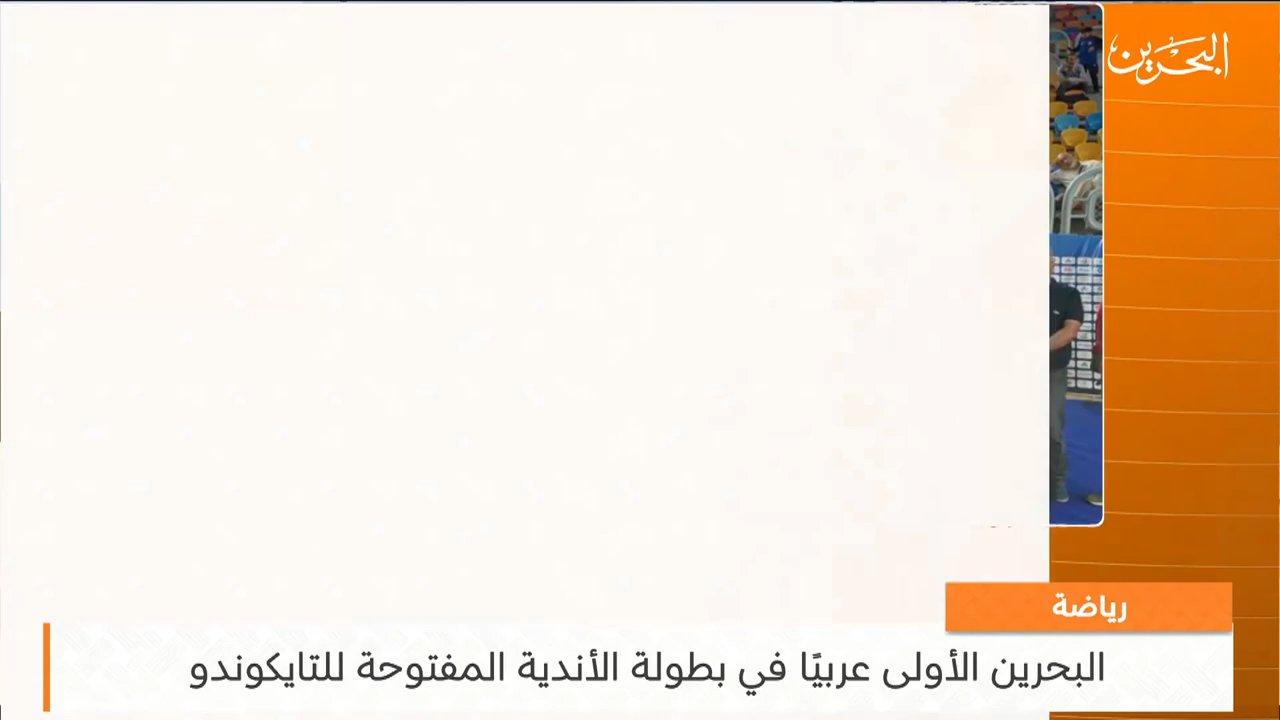 البحرين
رياضة
البحرين الأولى عربيًا في بطولة الأندية المفتوحة للتايكوندو